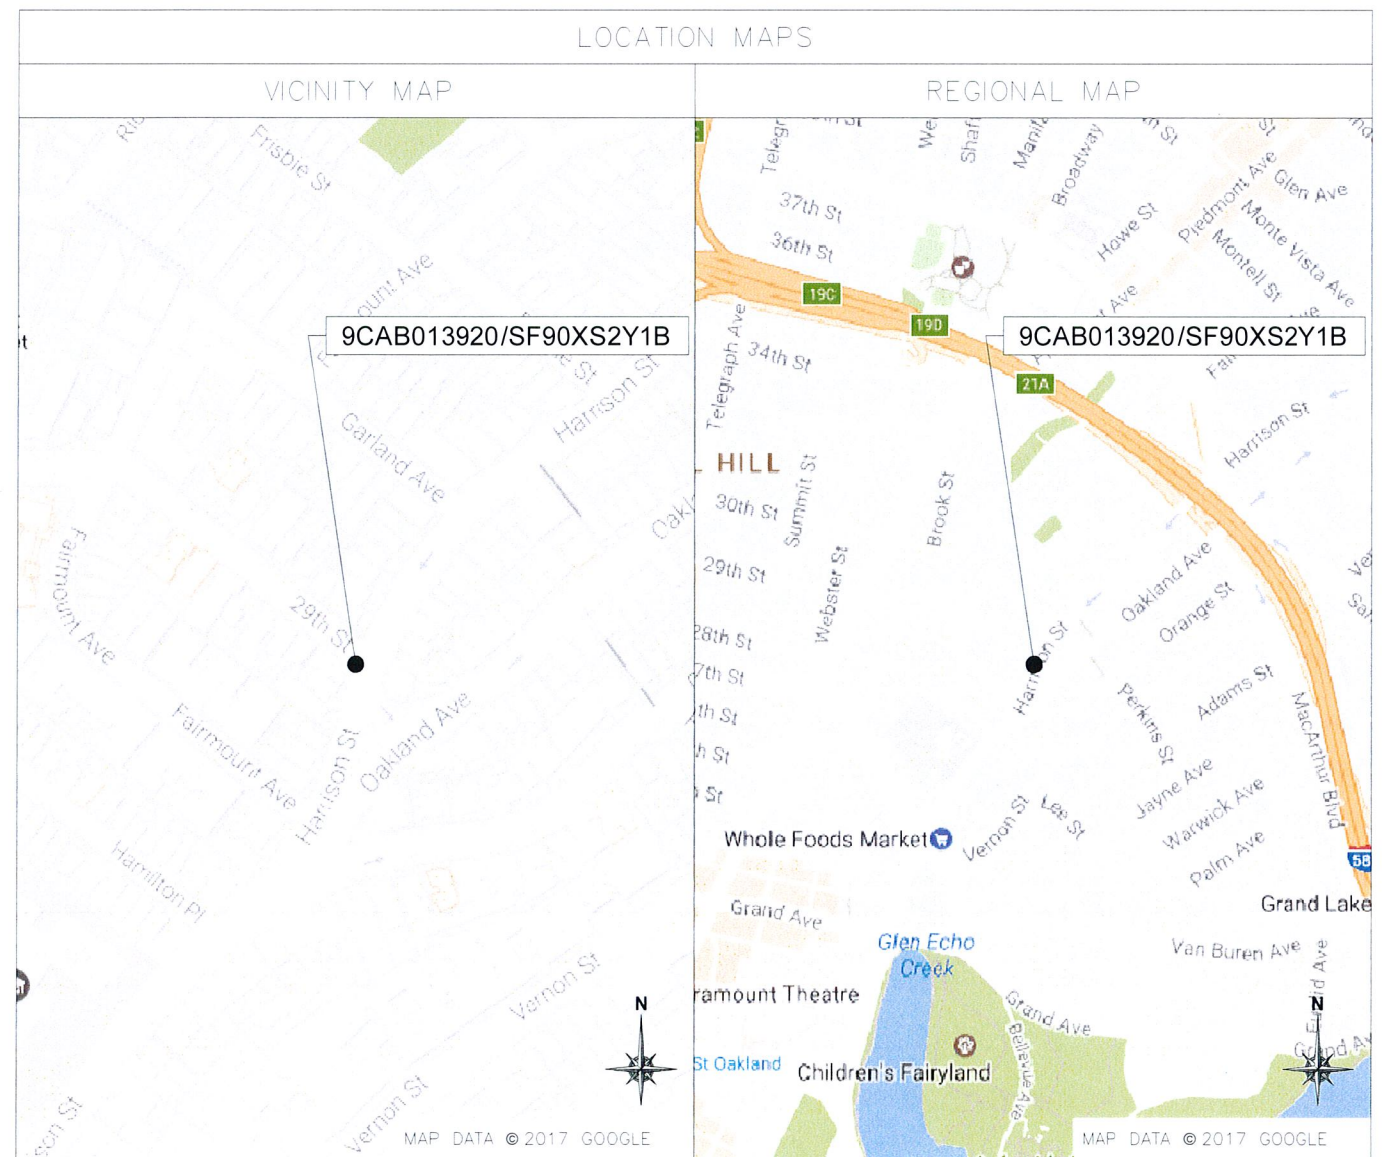 LOCATION MAPS
VICINITY MAP
Frisbie St
9CAB013920/SF90XS2Y1B
Harrison St
Garland Ave
Fairmount Ave
29th St
Fairmount Ave
Harrison St
Oakland Ave
Hamilton Pl
Vernon St
Vernon St
N
MAP DATA © 2017 GOOGLE
REGIONAL MAP
Broadway
37th St
36th St
Howe St
Piedmont Ave
Glen Ave
Monte Vista Ave
Montell St
19C
19D
9CAB013920/SF90XS2Y1B
Telegraph Ave
34th St
21A
Harrison St
HILL
30th St
Summit St
Brook St
29th St
Webster St
28th St
7th St
Oakland Ave
Orange St
Harrison St
Perkins St
Adams St
MacArthur Blvd
Jayne Ave
Warwick Ave
Palm Ave
Vernon St
Lee St
Whole Foods Market
58
Grand Ave
Grand Lake
Van Buren Ave
Glen Echo
Creek
ramount Theatre
Grand Ave
Bellevue Ave
St Oakland
Children's Fairyland
N
MAP DATA © 2017 GOOGLE